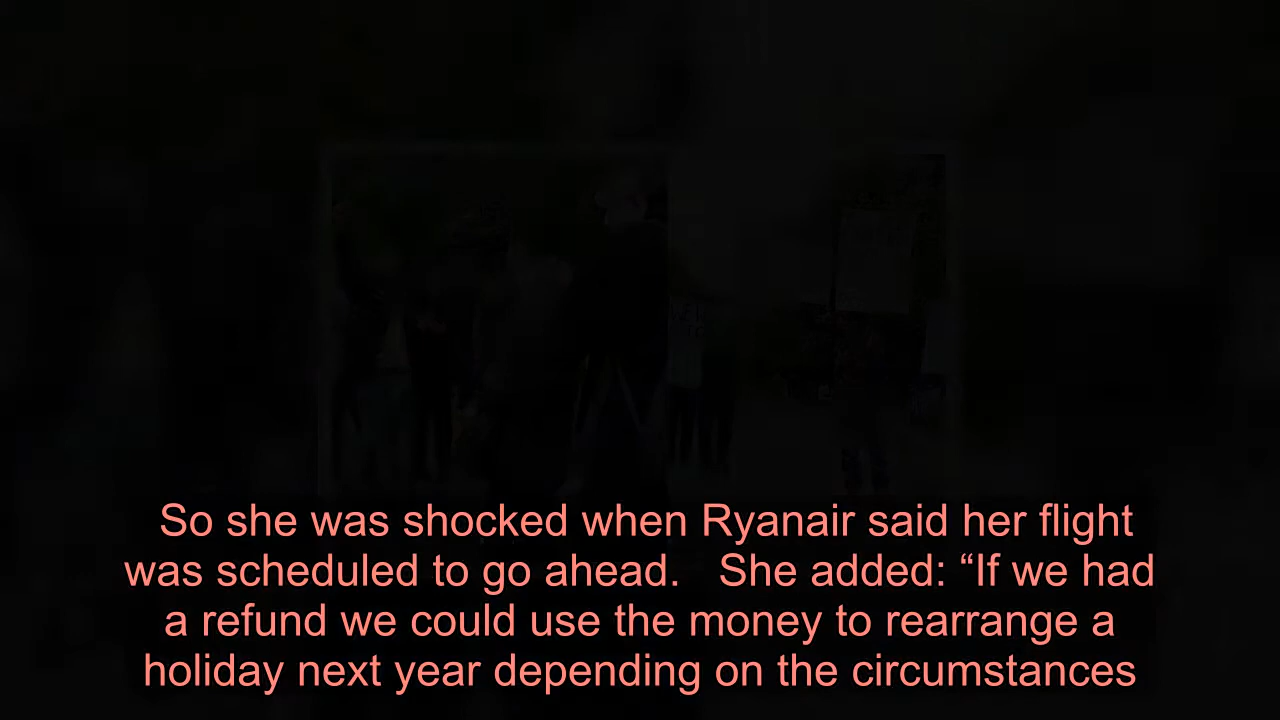 So she was shocked when Ryanair said her flight
was scheduled to go ahead.   She added: “If we had
a refund we could use the money to rearrange a
holiday next year depending on the circumstances